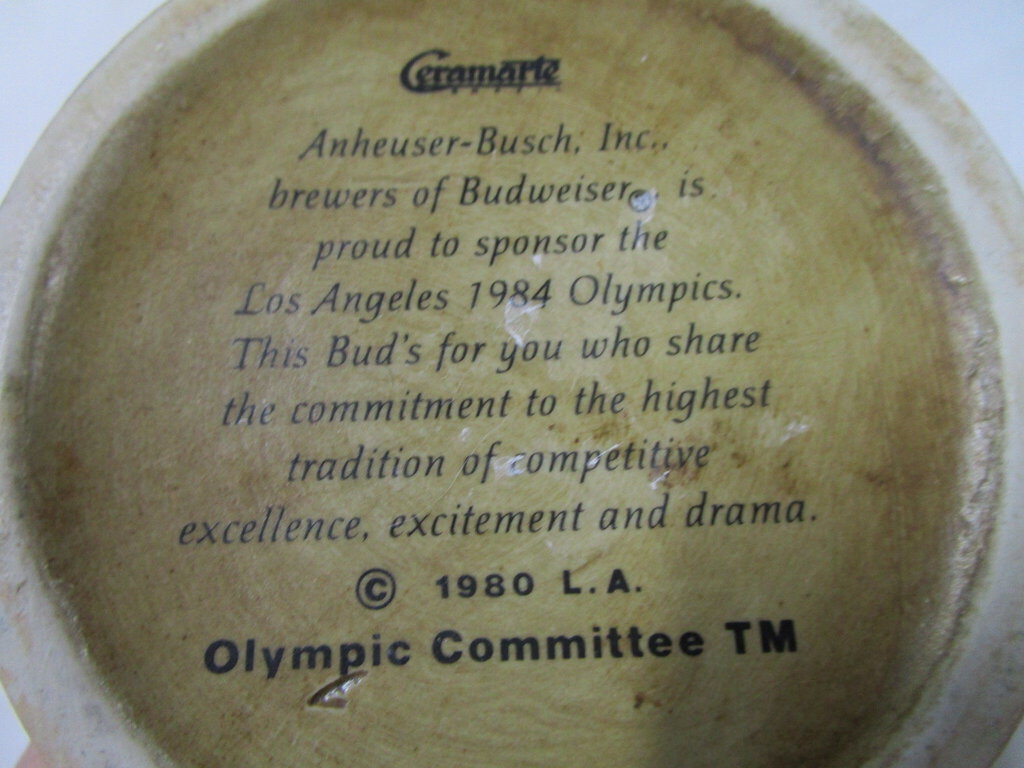 Ceramarte
Anheuser-Busch, Inc.,
brewers of Budweiser®, is
proud to sponsor the
Los Angeles 1984 Olympics.
This Bud's for you who share
the commitment to the highest
tradition of competitive
excellence, excitement and drama.
© 1980 L.A.
Olympic Committee TM